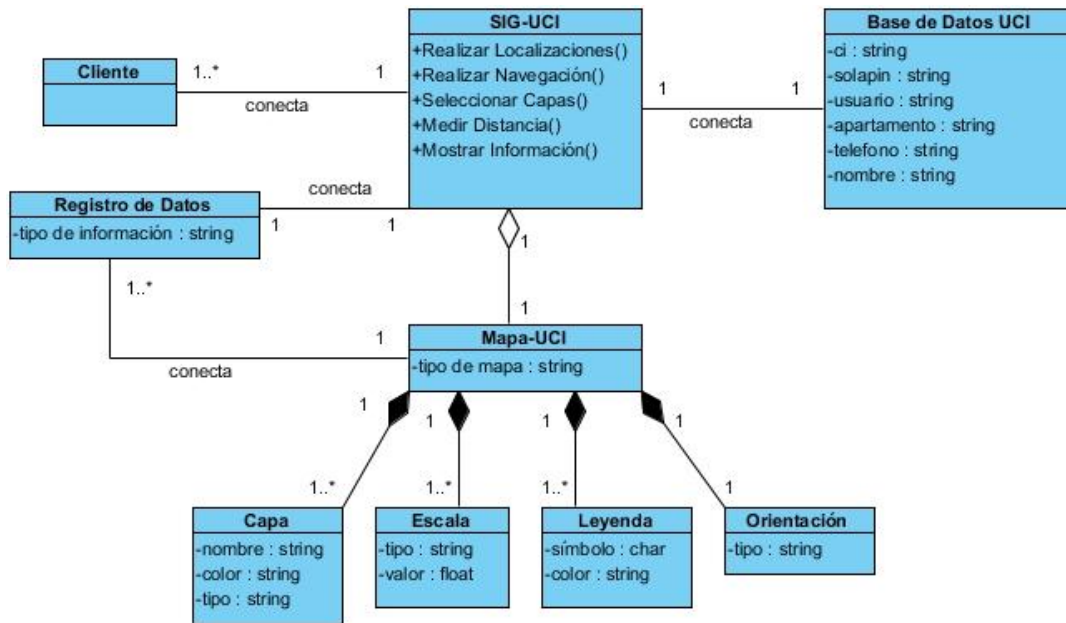 SIG-UCI
+Realizar Localizaciones()
+Realizar Navegación()
+Seleccionar Capas()
+Medir Distancia()
+Mostrar Información()
Base de Datos UCI
-ci : string
-solapin : string
-usuario : string
-apartamento : string
-telefono : string
-nombre : string
Cliente
1..*
1
conecta
1
1
conecta
Registro de Datos
-tipo de información : string
conecta
1
1
1
1
1..*
1
conecta
Mapa-UCI
-tipo de mapa : string
1
1
1
1
1..*
1..*
1..*
1
Capa
-nombre : string
-color : string
-tipo : string
Escala
-tipo : string
-valor : float
Leyenda
-símbolo : char
-color : string
Orientación
-tipo : string